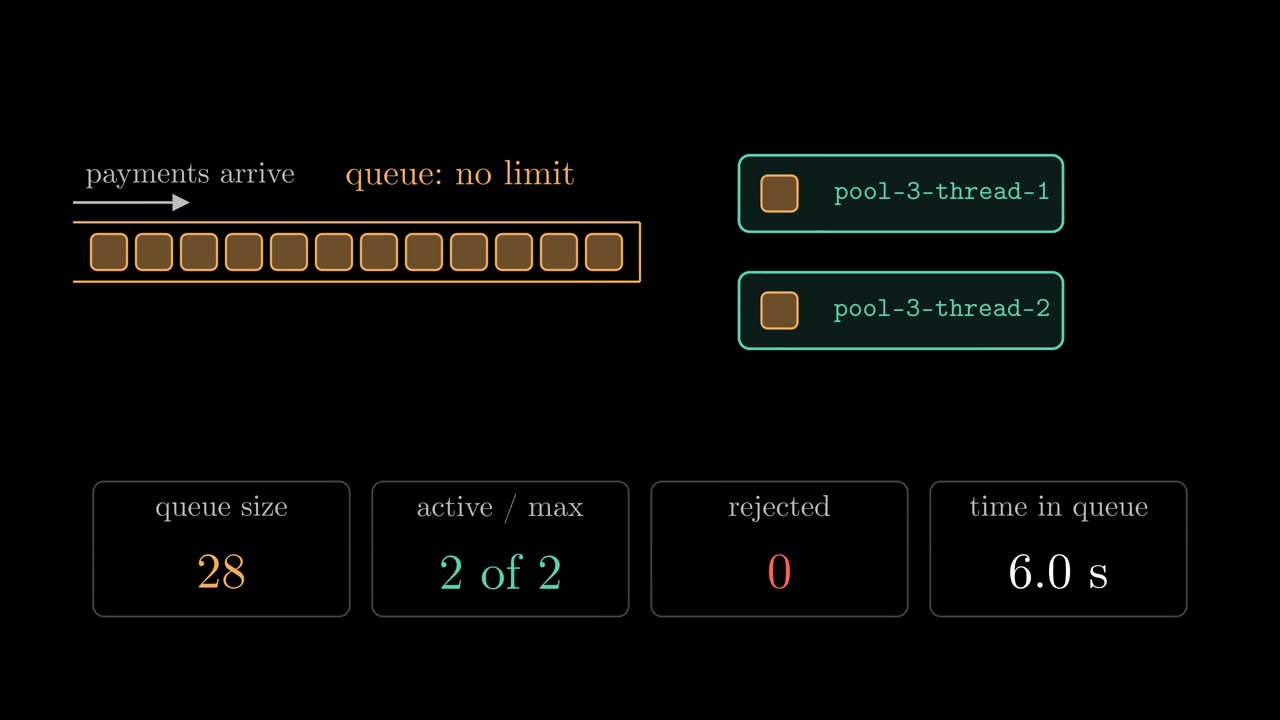 payments arrive
queue: no limit
pool-3-thread-1
pool-3-thread-2
queue size
28
active / max
2 of 2
rejected
0
time in queue
6.0 s